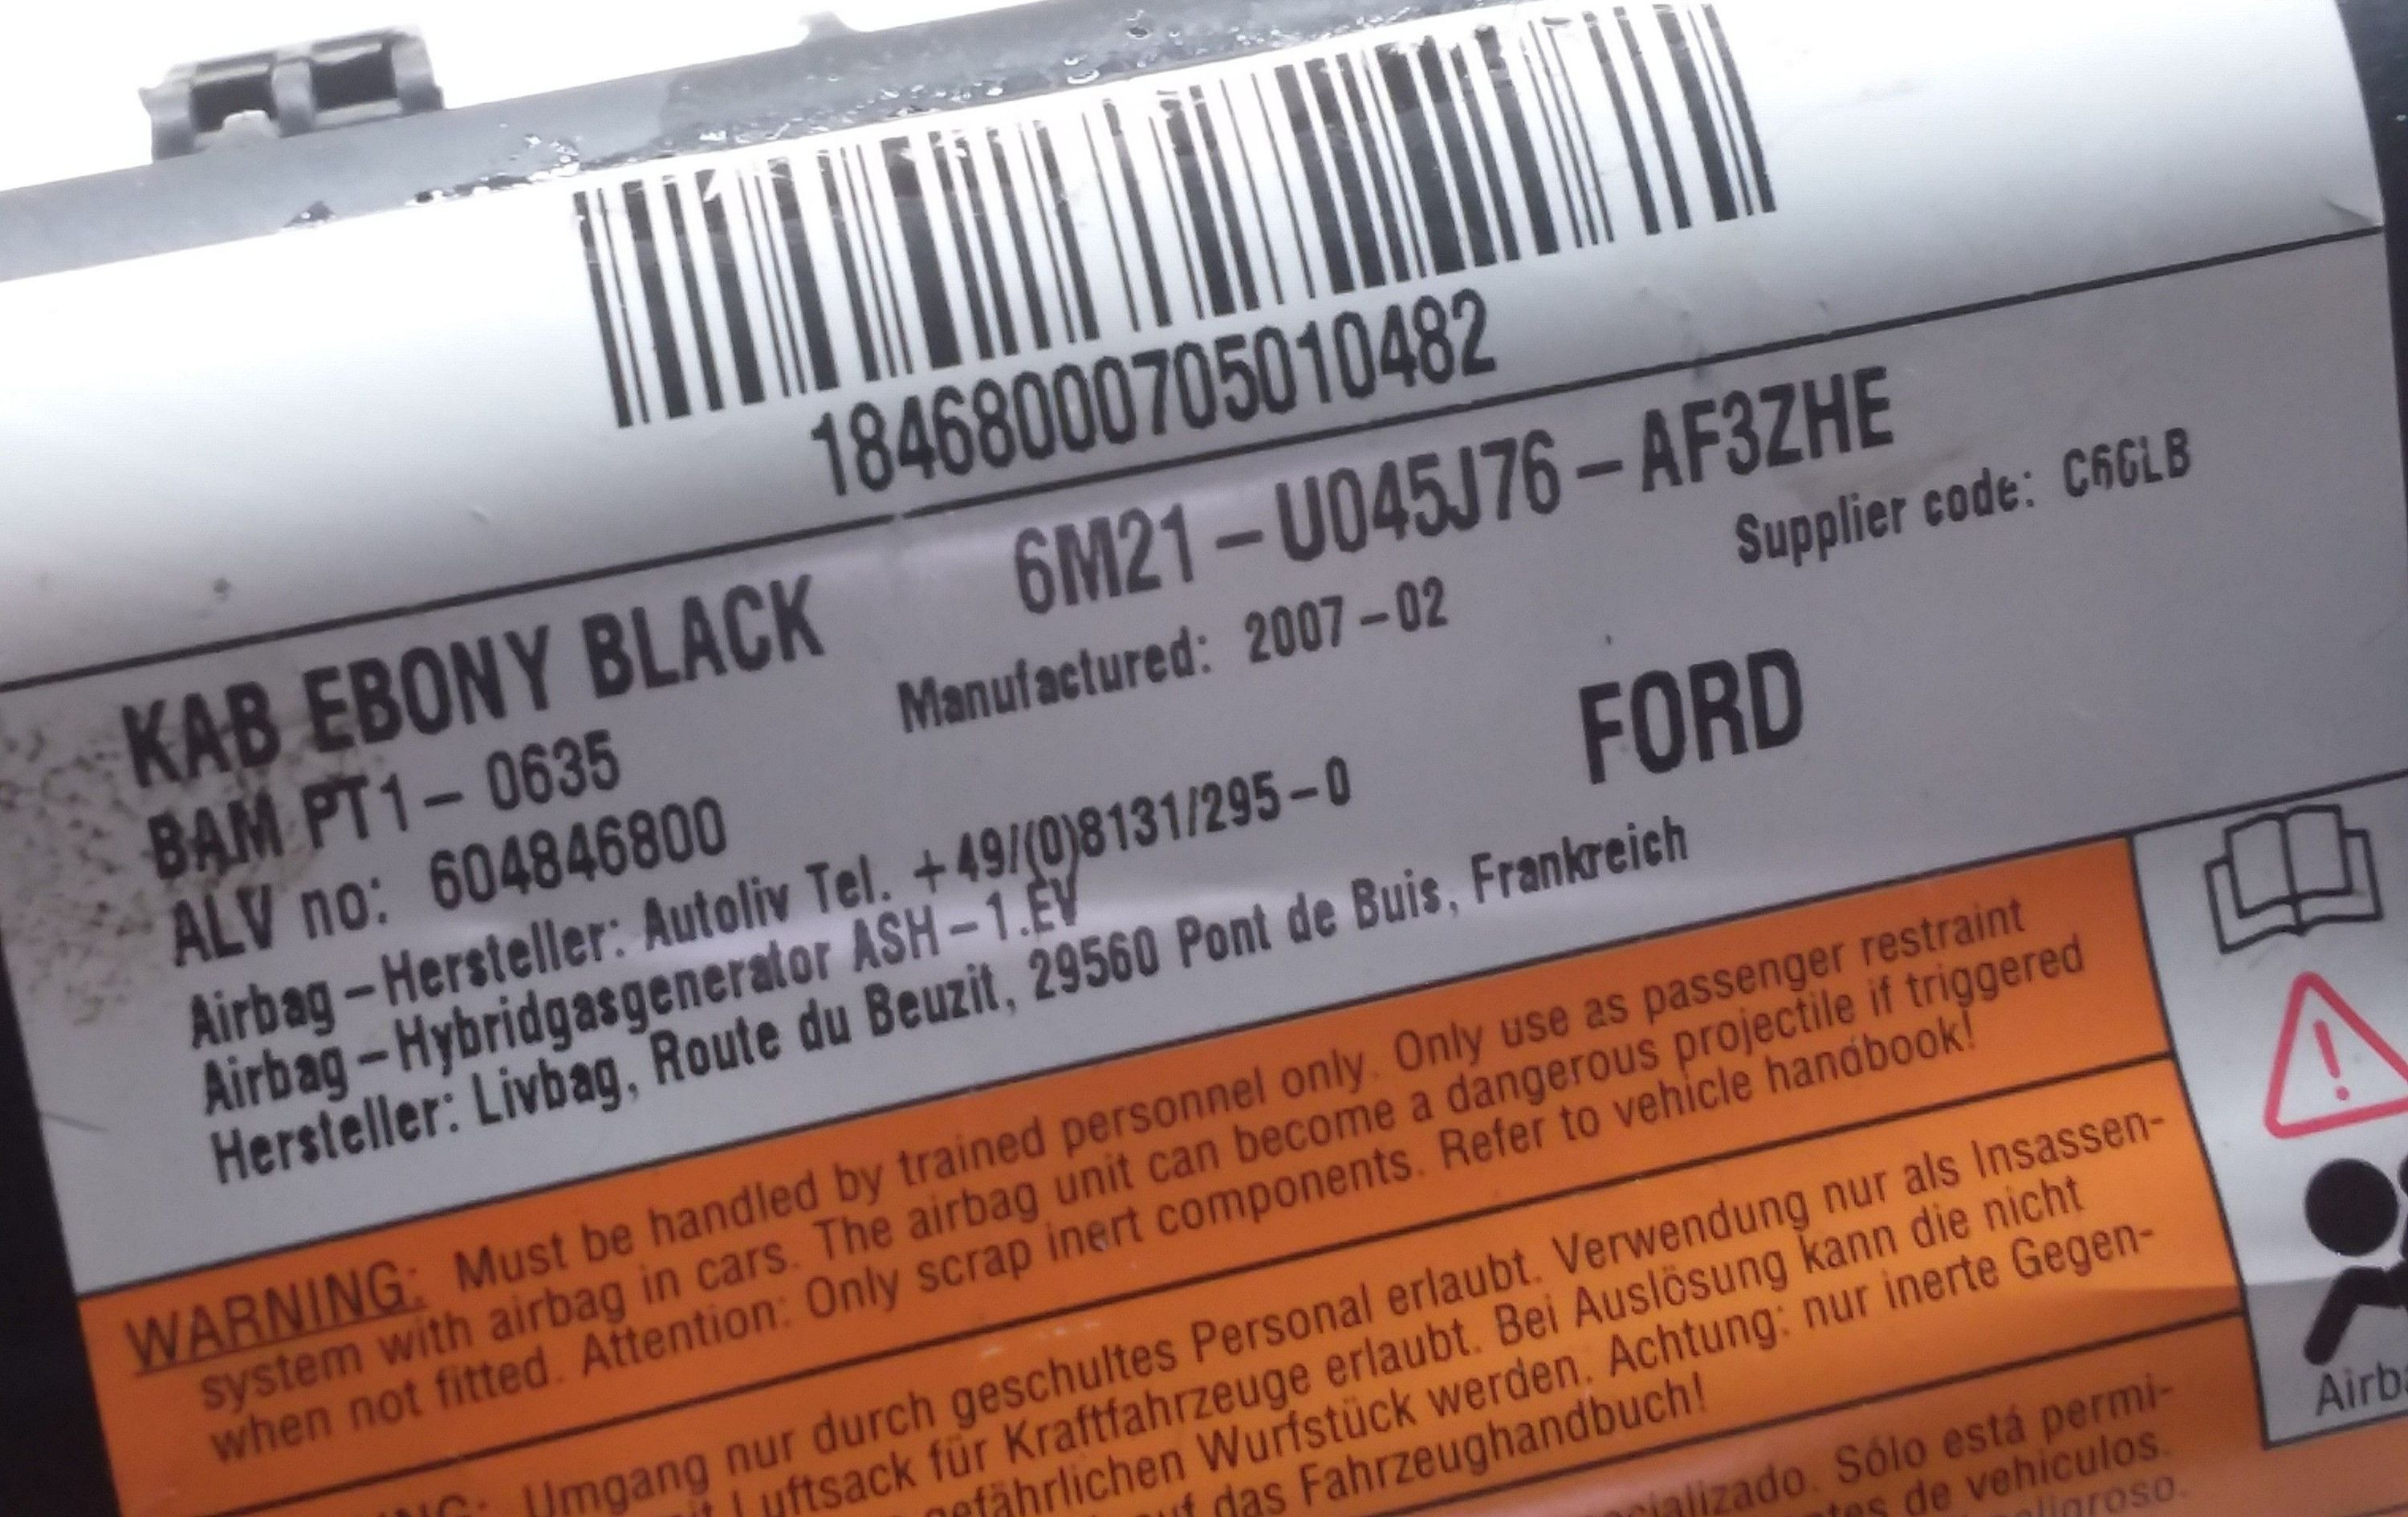 18468000705010482
KAB EBONY BLACK 6M21-U045J76-AF3ZHE
BAM PT1-0635 Manufactured: 2007-02 Supplier code: C6GLB
ALV no: 604846800 FORD
Airbag-Hersteller: Autoliv Tel. +49/(0)8131/295-0
Airbag-Hybridgasgenerator ASH-1.EV
Hersteller: Livbag, Route du Beuzit, 29560 Pont de Buis, Frankreich
WARNING: Must be handled by trained personnel only. Only use as passenger restraint
system with airbag in cars. The airbag unit can become a dangerous projectile if triggered
when not fitted. Attention: Only scrap inert components. Refer to vehicle handbook!
Umgang nur durch geschultes Personal erlaubt. Verwendung nur als Insassen-
Luftsack für Kraftfahrzeuge erlaubt. Bei Auslösung kann die nicht
gefährlichen Wurfstück werden. Achtung: nur inerte Gegen-
das Fahrzeughandbuch!
Sólo está permi-
de vehículos.